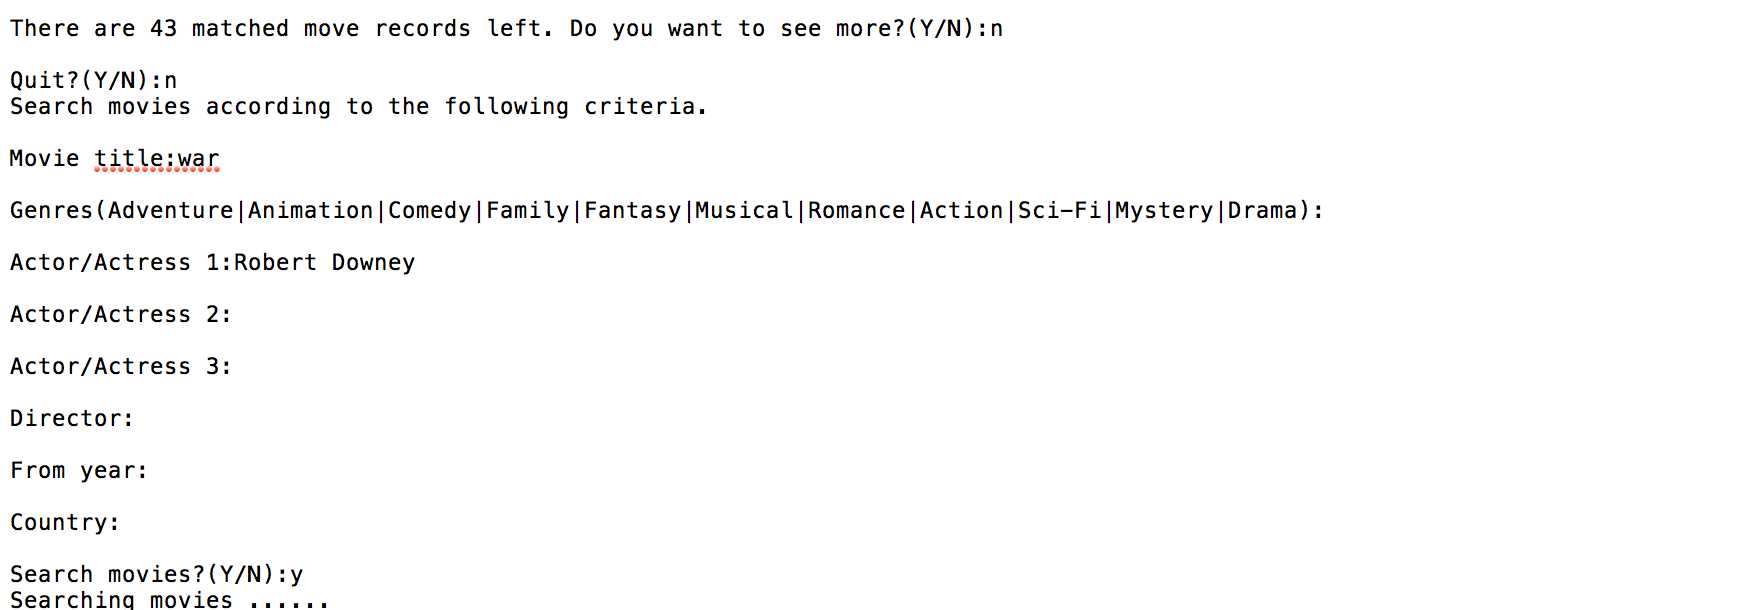 There are 43 matched move records left. Do you want to see more?(Y/N):n
Quit?(Y/N):n
Search movies according to the following criteria.
Movie title:war
Genres(Adventure|Animation|Comedy|Family|Fantasy|Musical|Romance|Action|Sci-Fi|Mystery|Drama):
Actor/Actress 1:Robert Downey
Actor/Actress 2:
Actor/Actress 3:
Director:
From year:
Country:
Search movies?(Y/N):y
Searching movies ......